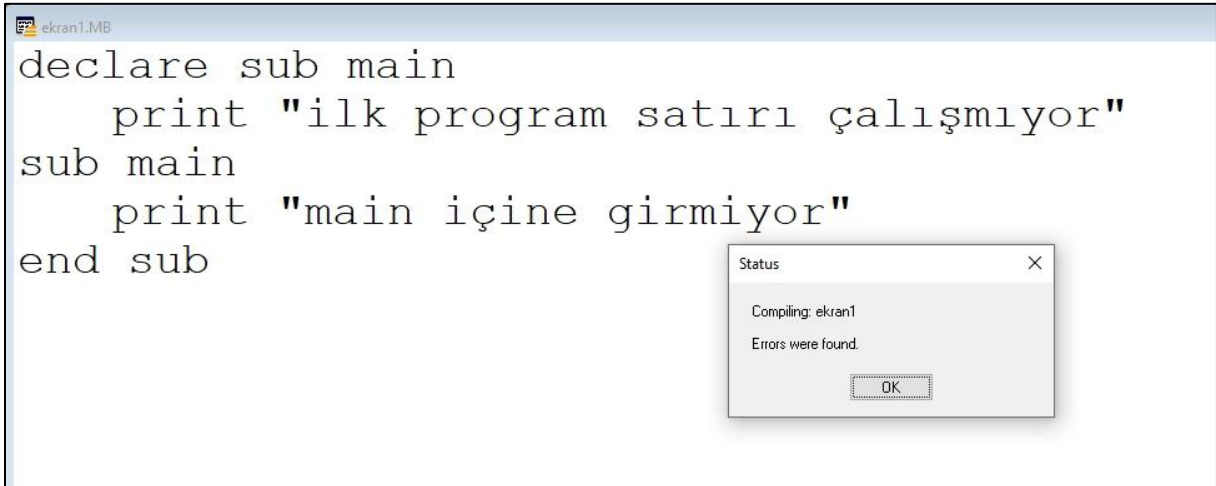 ekran1.MB
declare sub main
print "ilk program satırı çalışmıyor"
sub main
print "main içine girmiyor"
end sub
Status
Compiling: ekran1
Errors were found.
OK